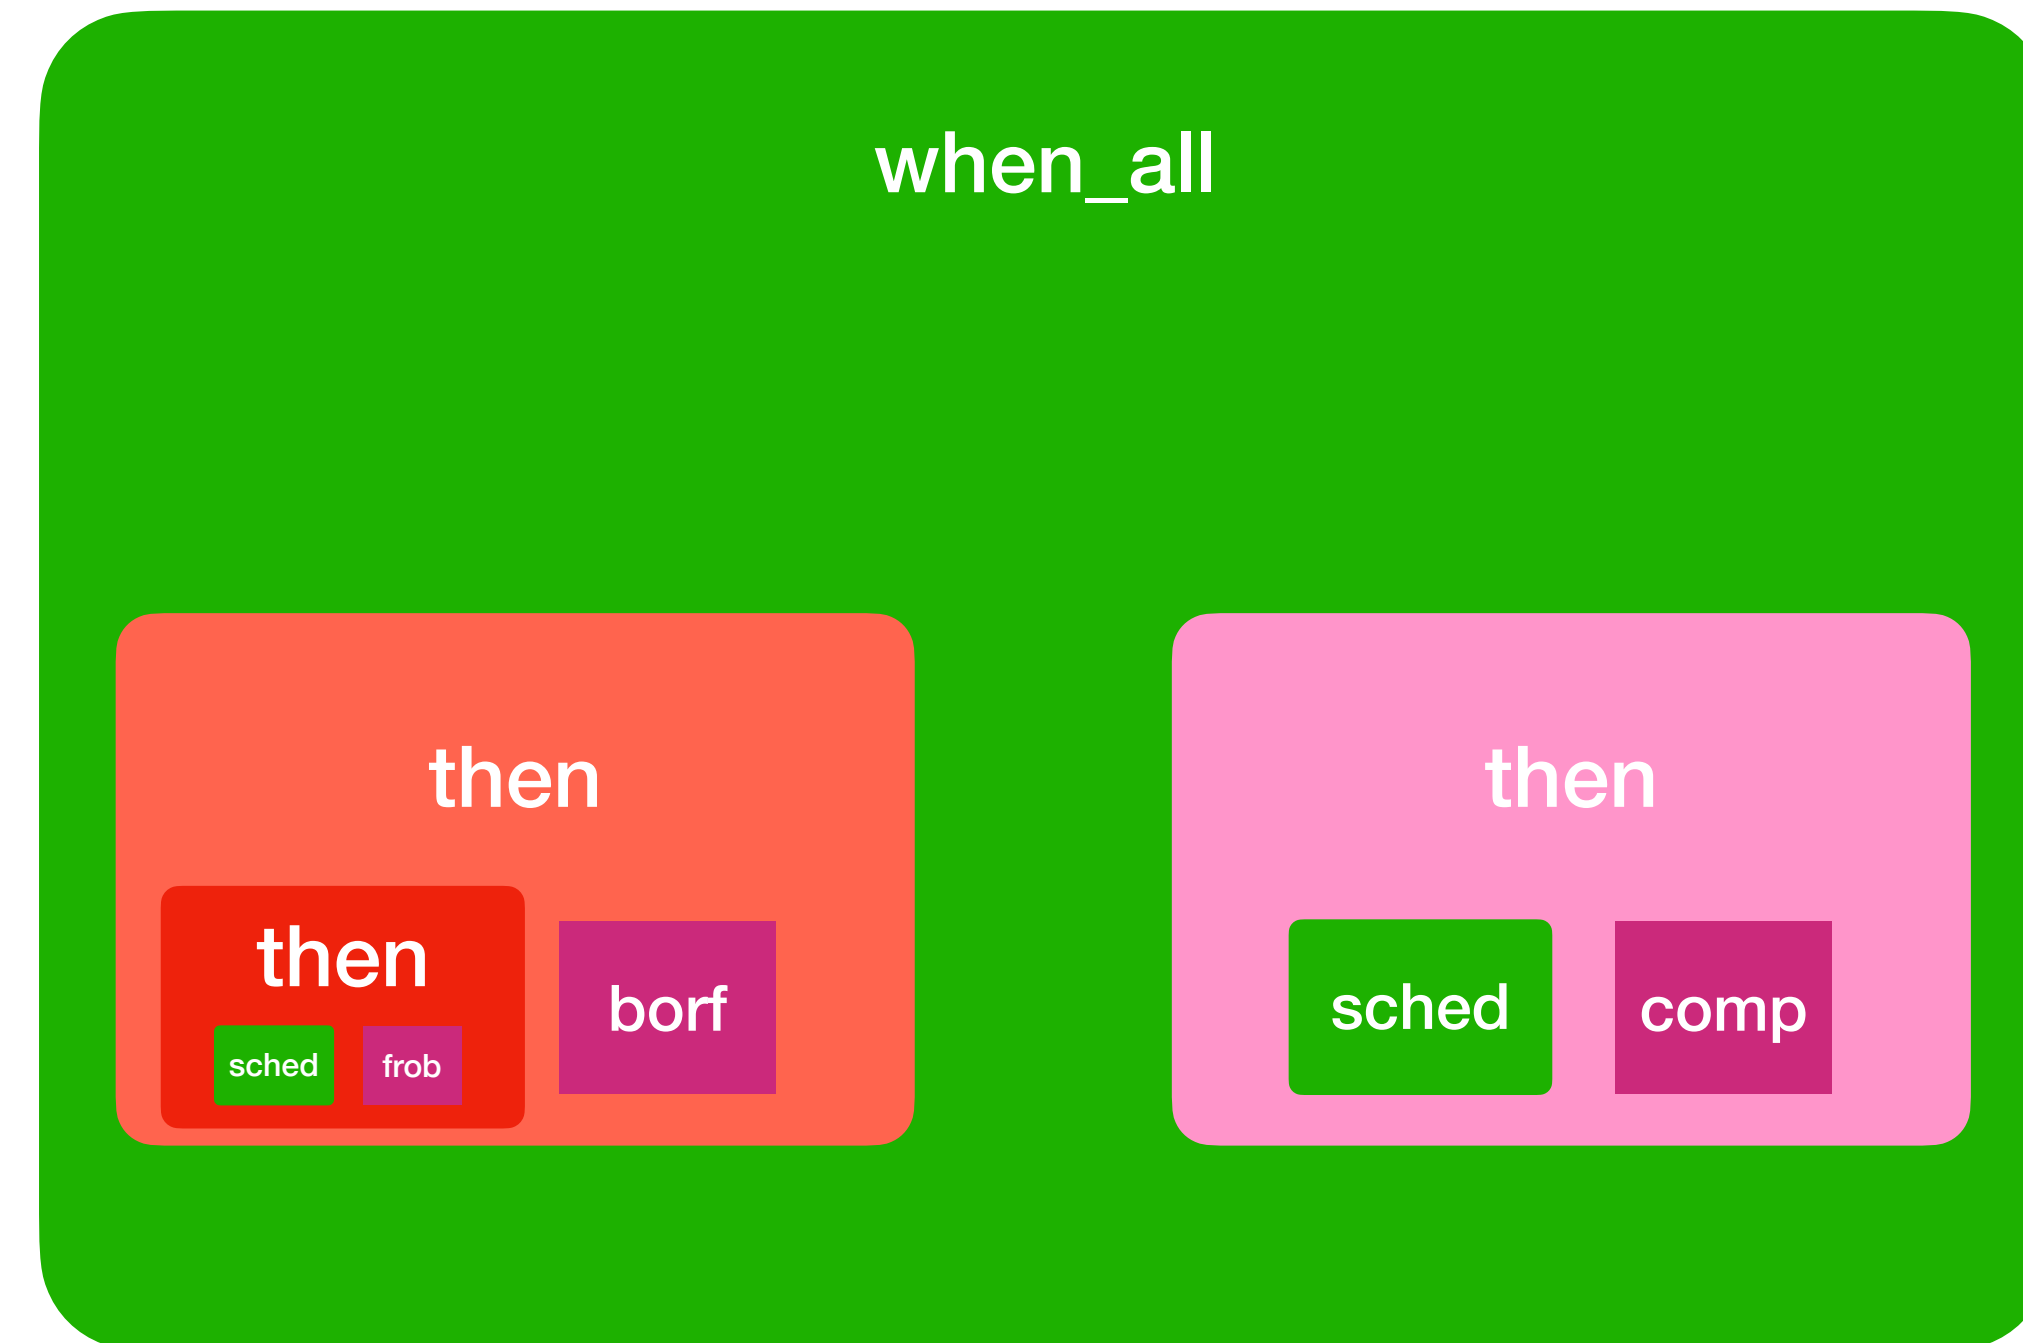 when_all
then
then
borf
sched
frob
then
sched
comp